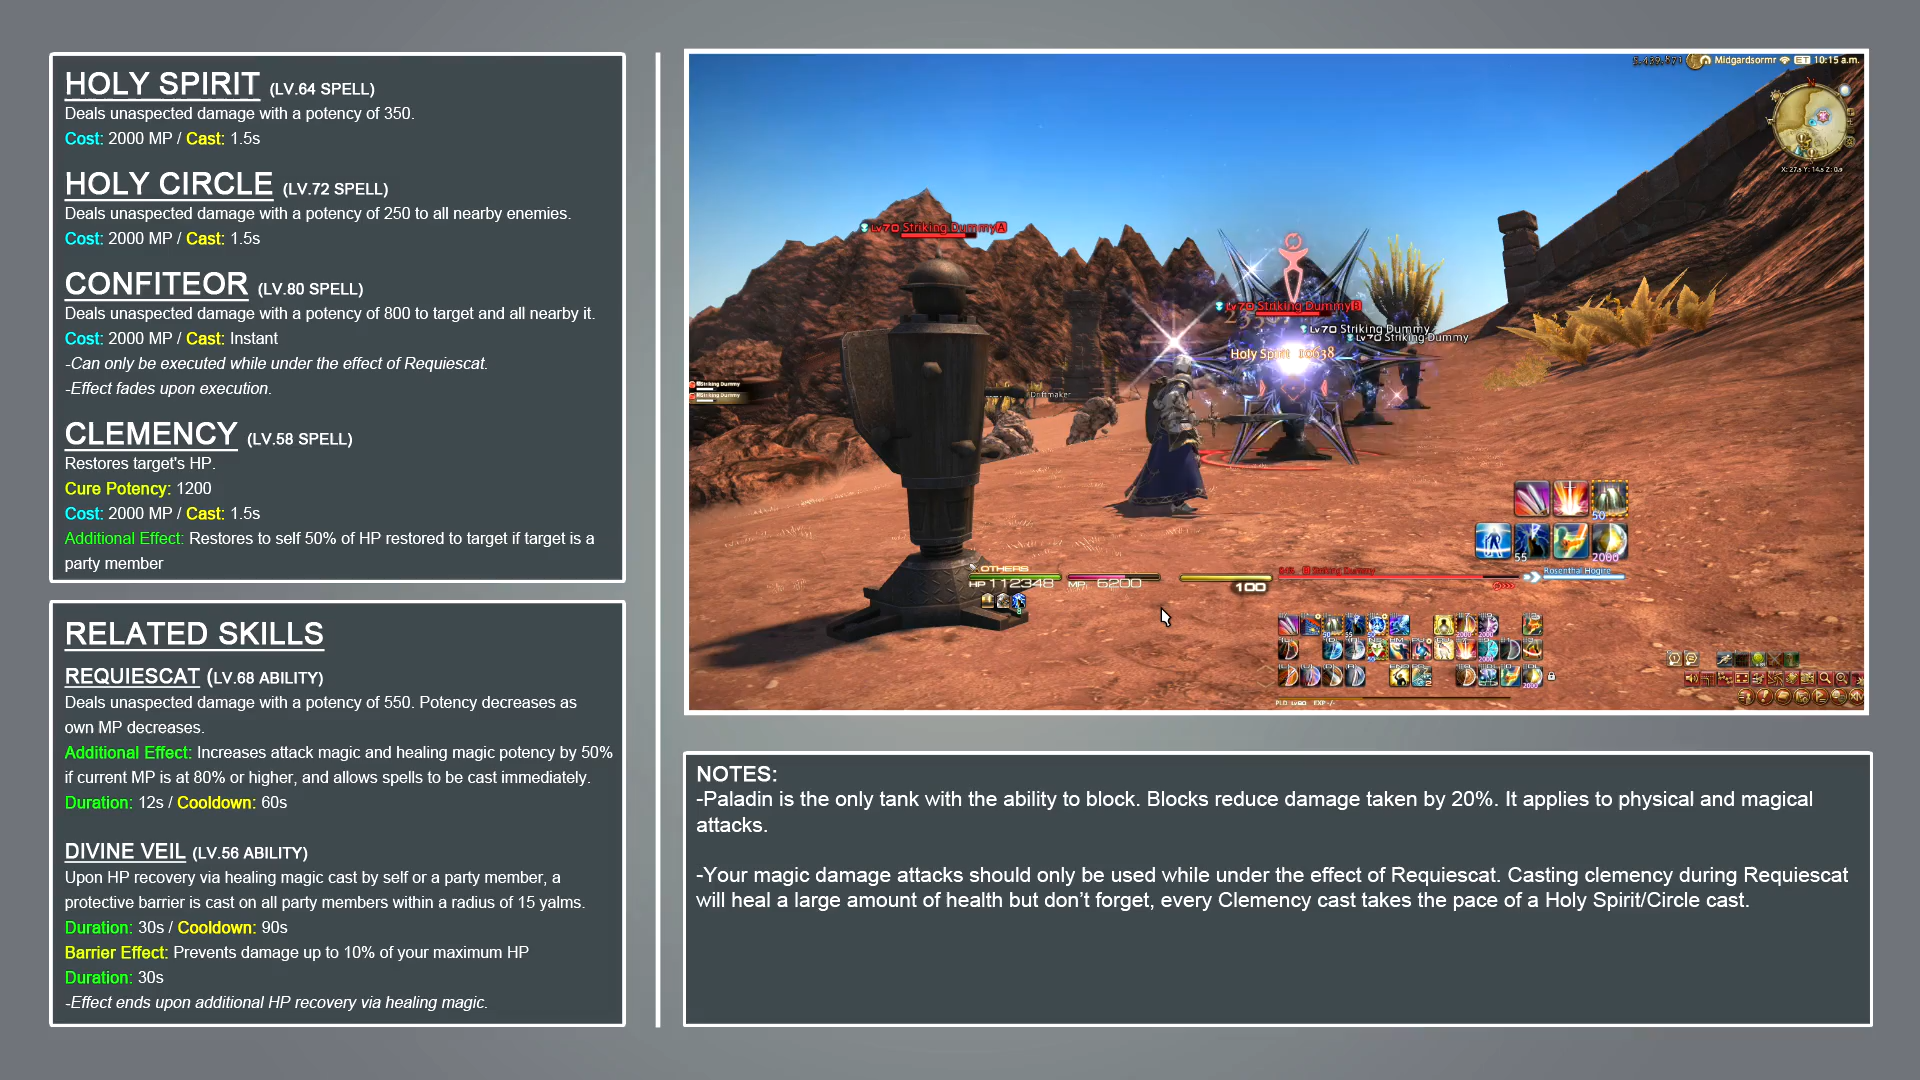 HOLY SPIRIT (LV.64 SPELL)
Deals unaspected damage with a potency of 350.
Cost: 2000 MP / Cast: 1.5s
HOLY CIRCLE (LV.72 SPELL)
Deals unaspected damage with a potency of 250 to all nearby enemies.
Cost: 2000 MP / Cast: 1.5s
CONFITEOR (LV.80 SPELL)
Deals unaspected damage with a potency of 800 to target and all nearby it.
Cost: 2000 MP / Cast: Instant
-Can only be executed while under the effect of Requiescat.
-Effect fades upon execution.
CLEMENCY (LV.58 SPELL)
Restores target's HP.
Cure Potency: 1200
Cost: 2000 MP / Cast: 1.5s
Additional Effect: Restores to self 50% of HP restored to target if target is a
party member
RELATED SKILLS
REQUIESCAT (LV.68 ABILITY)
Deals unaspected damage with a potency of 550. Potency decreases as
own MP decreases.
Additional Effect: Increases attack magic and healing magic potency by 50%
if current MP is at 80% or higher, and allows spells to be cast immediately.
Duration: 12s / Cooldown: 60s
DIVINE VEIL (LV.56 ABILITY)
Upon HP recovery via healing magic cast by self or a party member, a
protective barrier is cast on all party members within a radius of 15 yalms.
Duration: 30s / Cooldown: 90s
Barrier Effect: Prevents damage up to 10% of your maximum HP
Duration: 30s
-Effect ends upon additional HP recovery via healing magic.
Midgardsormr ET 10:15 a.m.
Lv70 Striking Dummy A
Lv70 Striking Dummy B
Lv70 Striking Dummy
Lv70 Striking Dummy
Holy Spirit 10638
Striking Dummy
Striking Dummy
Driftmaker
50
55
2000
OTHERS
HP 112348 MP 6200
100
Striking Dummy
Rosenthal Hogire
NOTES:
-Paladin is the only tank with the ability to block. Blocks reduce damage taken by 20%. It applies to physical and magical
attacks.
-Your magic damage attacks should only be used while under the effect of Requiescat. Casting clemency during Requiescat
will heal a large amount of health but don’t forget, every Clemency cast takes the pace of a Holy Spirit/Circle cast.